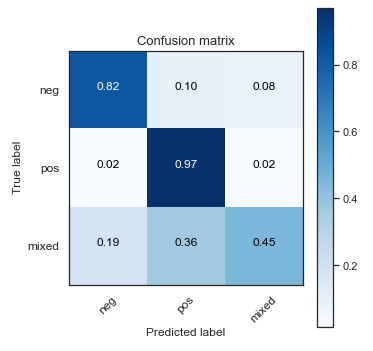 Confusion matrix
True label
neg
0.82
0.10
0.08
pos
0.02
0.97
0.02
mixed
0.19
0.36
0.45
neg
pos
mixed
Predicted label
0.8
0.6
0.4
0.2